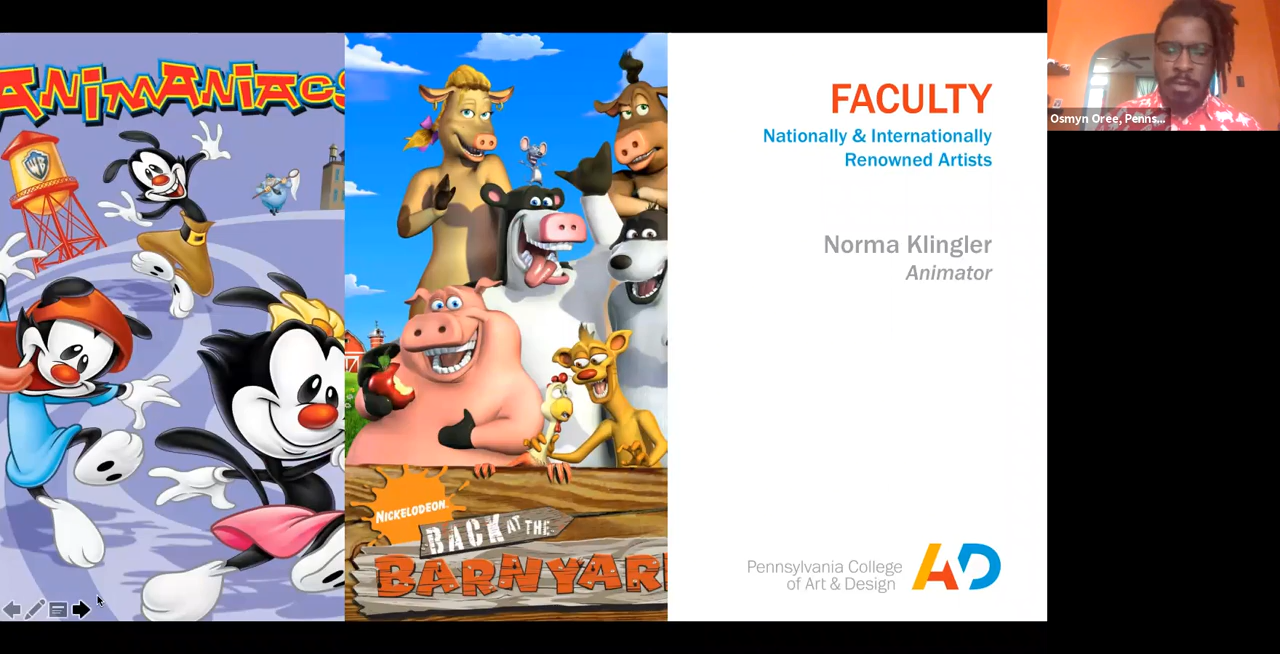 ANIMANIACS
WB
NICKELODEON
BACK AT THE
BARNYAR
FACULTY
Nationally & Internationally
Renowned Artists
Norma Klingler
Animator
Pennsylvania College
of Art & Design
AD
Osmyn Oree, Penns...